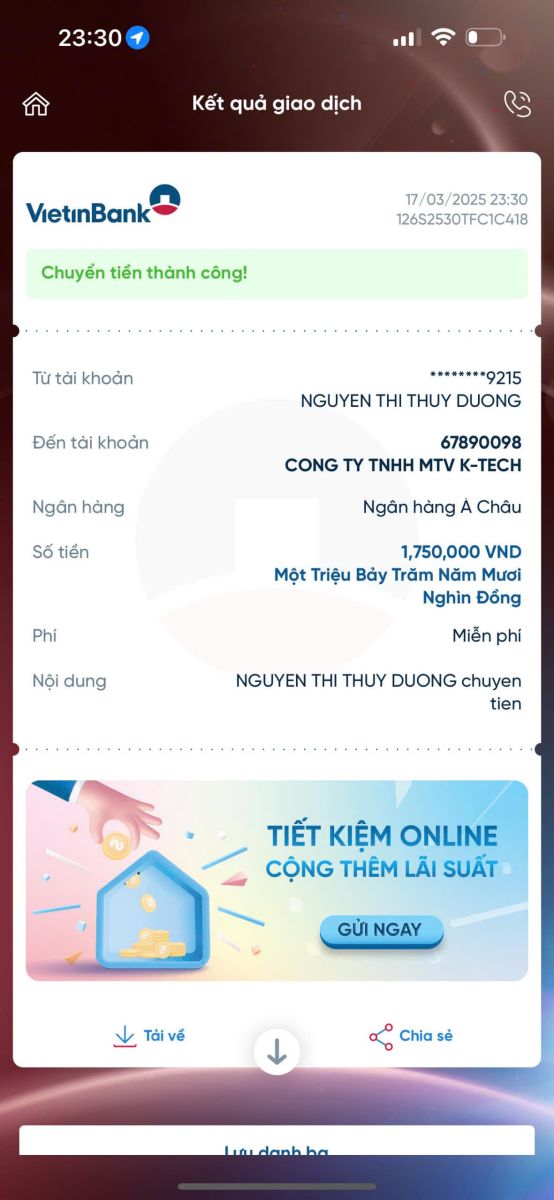 23:30
Kết quả giao dịch
VietinBank
17/03/2025 23:30
126S2530TFC1C418
Chuyển tiền thành công!
Từ tài khoản
********9215
NGUYEN THI THUY DUONG
Đến tài khoản
67890098
CONG TY TNHH MTV K-TECH
Ngân hàng
Ngân hàng Á Châu
Số tiền
1,750,000 VND
Một Triệu Bảy Trăm Năm Mươi
Nghìn Đồng
Phí
Miễn phí
Nội dung
NGUYEN THI THUY DUONG chuyen
tien
TIẾT KIỆM ONLINE
CỘNG THÊM LÃI SUẤT
GỬI NGAY
Tải về
Chia sẻ
Lưu danh bạ